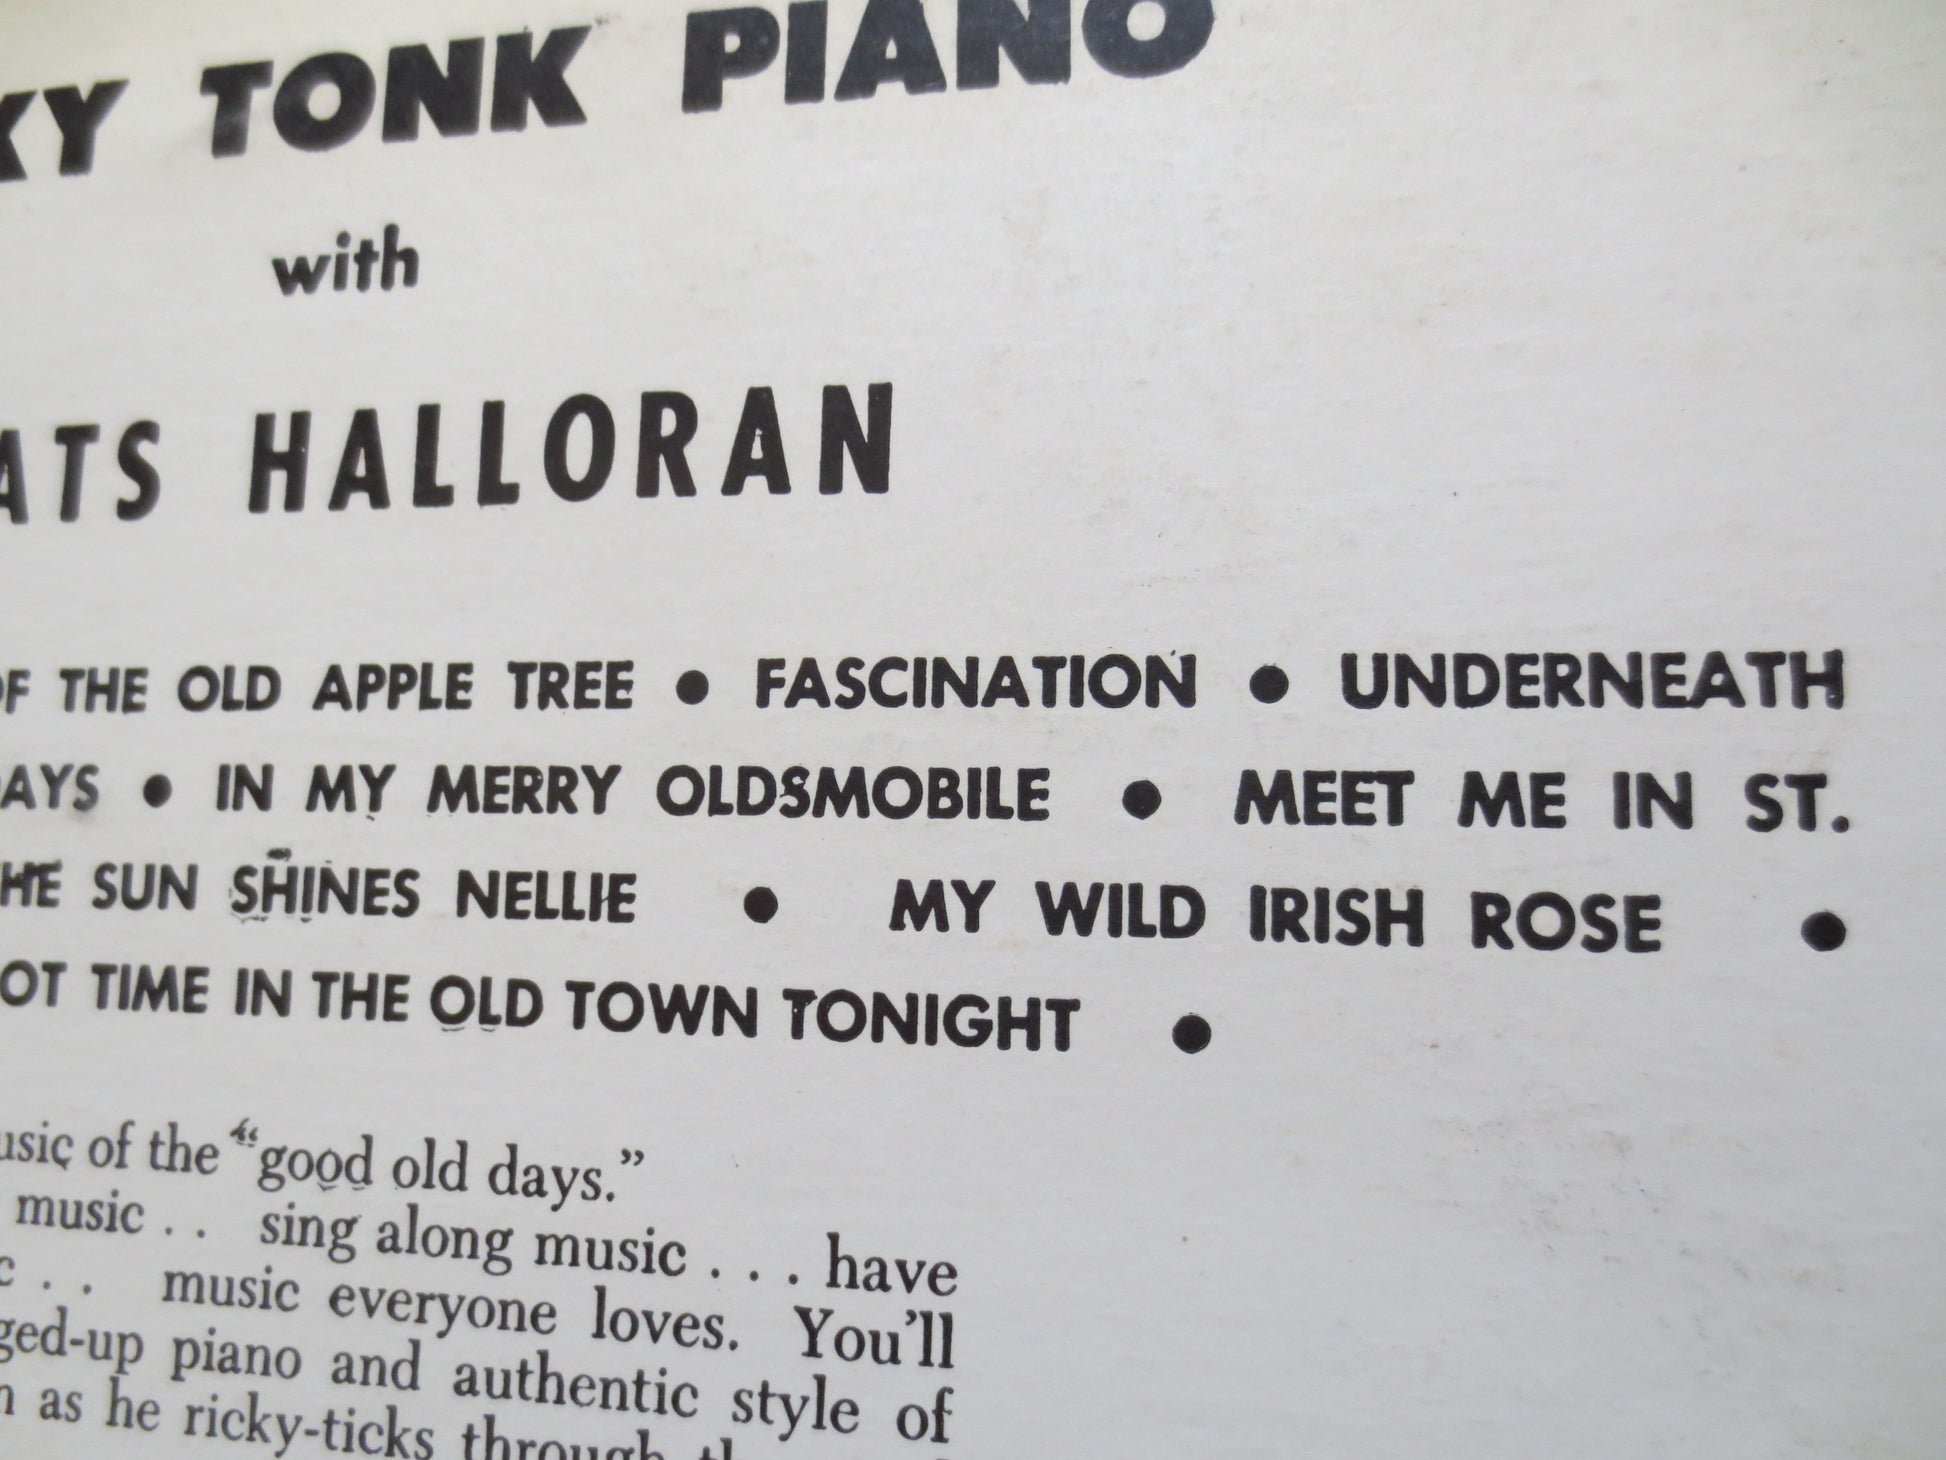 KY TONK PIANO
with
ATS HALLORAN
OF THE OLD APPLE TREE • FASCINATION • UNDERNEATH
AYS • IN MY MERRY OLDSMOBILE • MEET ME IN ST.
HE SUN SHINES NELLIE • MY WILD IRISH ROSE •
OT TIME IN THE OLD TOWN TONIGHT •
usic of the "good old days."
music . . sing along music . . . have
c . . music everyone loves. You'll
ged-up piano and authentic style of
as he ricky-ticks through